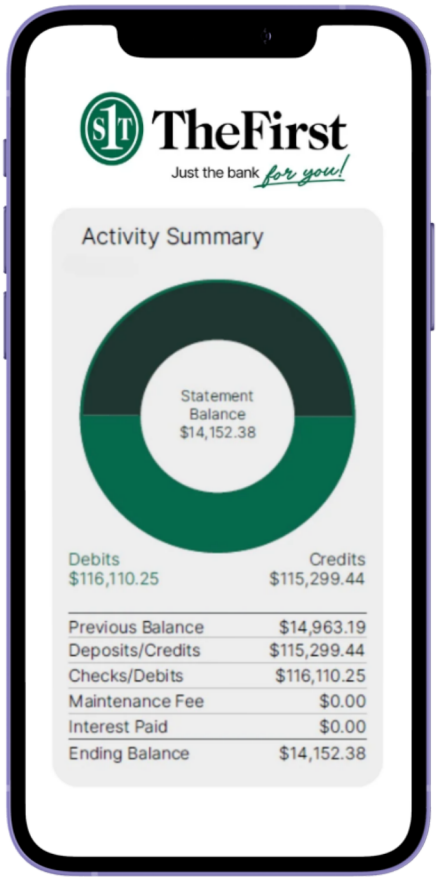 S1T TheFirst
Just the bank for you!
Activity Summary
Statement
Balance
$14,152.38
Debits Credits
$116,110.25 $115,299.44
Previous Balance $14,963.19
Deposits/Credits $115,299.44
Checks/Debits $116,110.25
Maintenance Fee $0.00
Interest Paid $0.00
Ending Balance $14,152.38